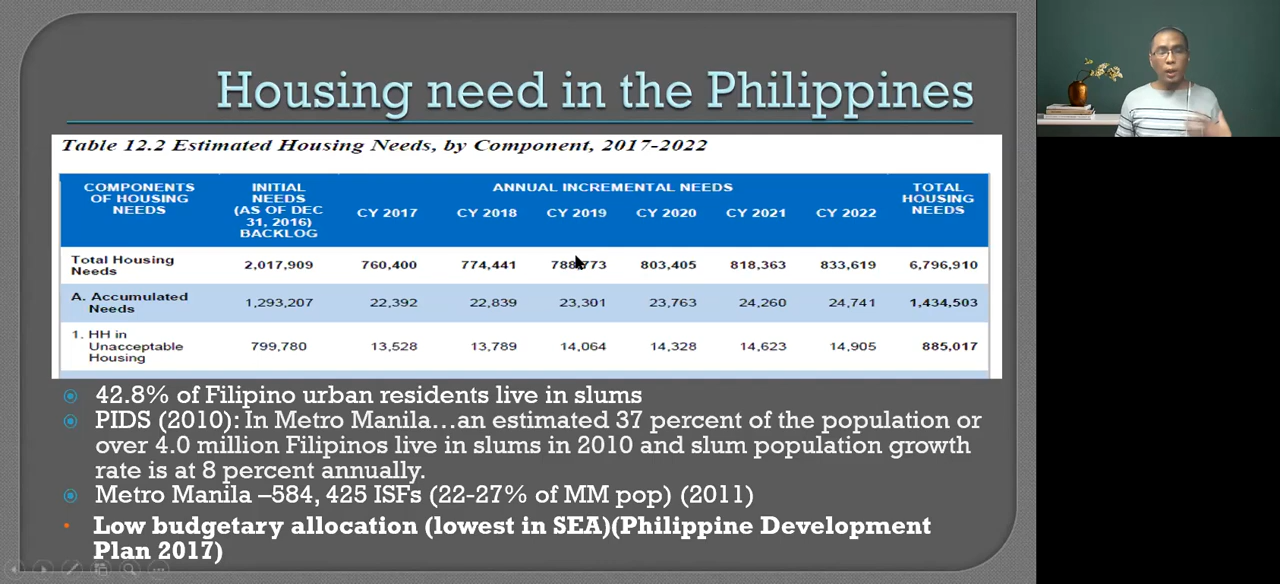 Housing need in the Philippines
Table 12.2 Estimated Housing Needs, by Component, 2017-2022
COMPONENTS OF HOUSING NEEDS INITIAL NEEDS (AS OF DEC 31, 2016) BACKLOG ANNUAL INCREMENTAL NEEDS TOTAL HOUSING NEEDS
CY 2017 CY 2018 CY 2019 CY 2020 CY 2021 CY 2022
Total Housing Needs 2,017,909 760,400 774,441 788,773 803,405 818,363 833,619 6,796,910
A. Accumulated Needs 1,293,207 22,392 22,839 23,301 23,763 24,260 24,741 1,434,503
1. HH in Unacceptable Housing 799,780 13,528 13,789 14,064 14,328 14,623 14,905 885,017
42.8% of Filipino urban residents live in slums
PIDS (2010): In Metro Manila…an estimated 37 percent of the population or
over 4.0 million Filipinos live in slums in 2010 and slum population growth
rate is at 8 percent annually.
Metro Manila –584, 425 ISFs (22-27% of MM pop) (2011)
Low budgetary allocation (lowest in SEA)(Philippine Development
Plan 2017)